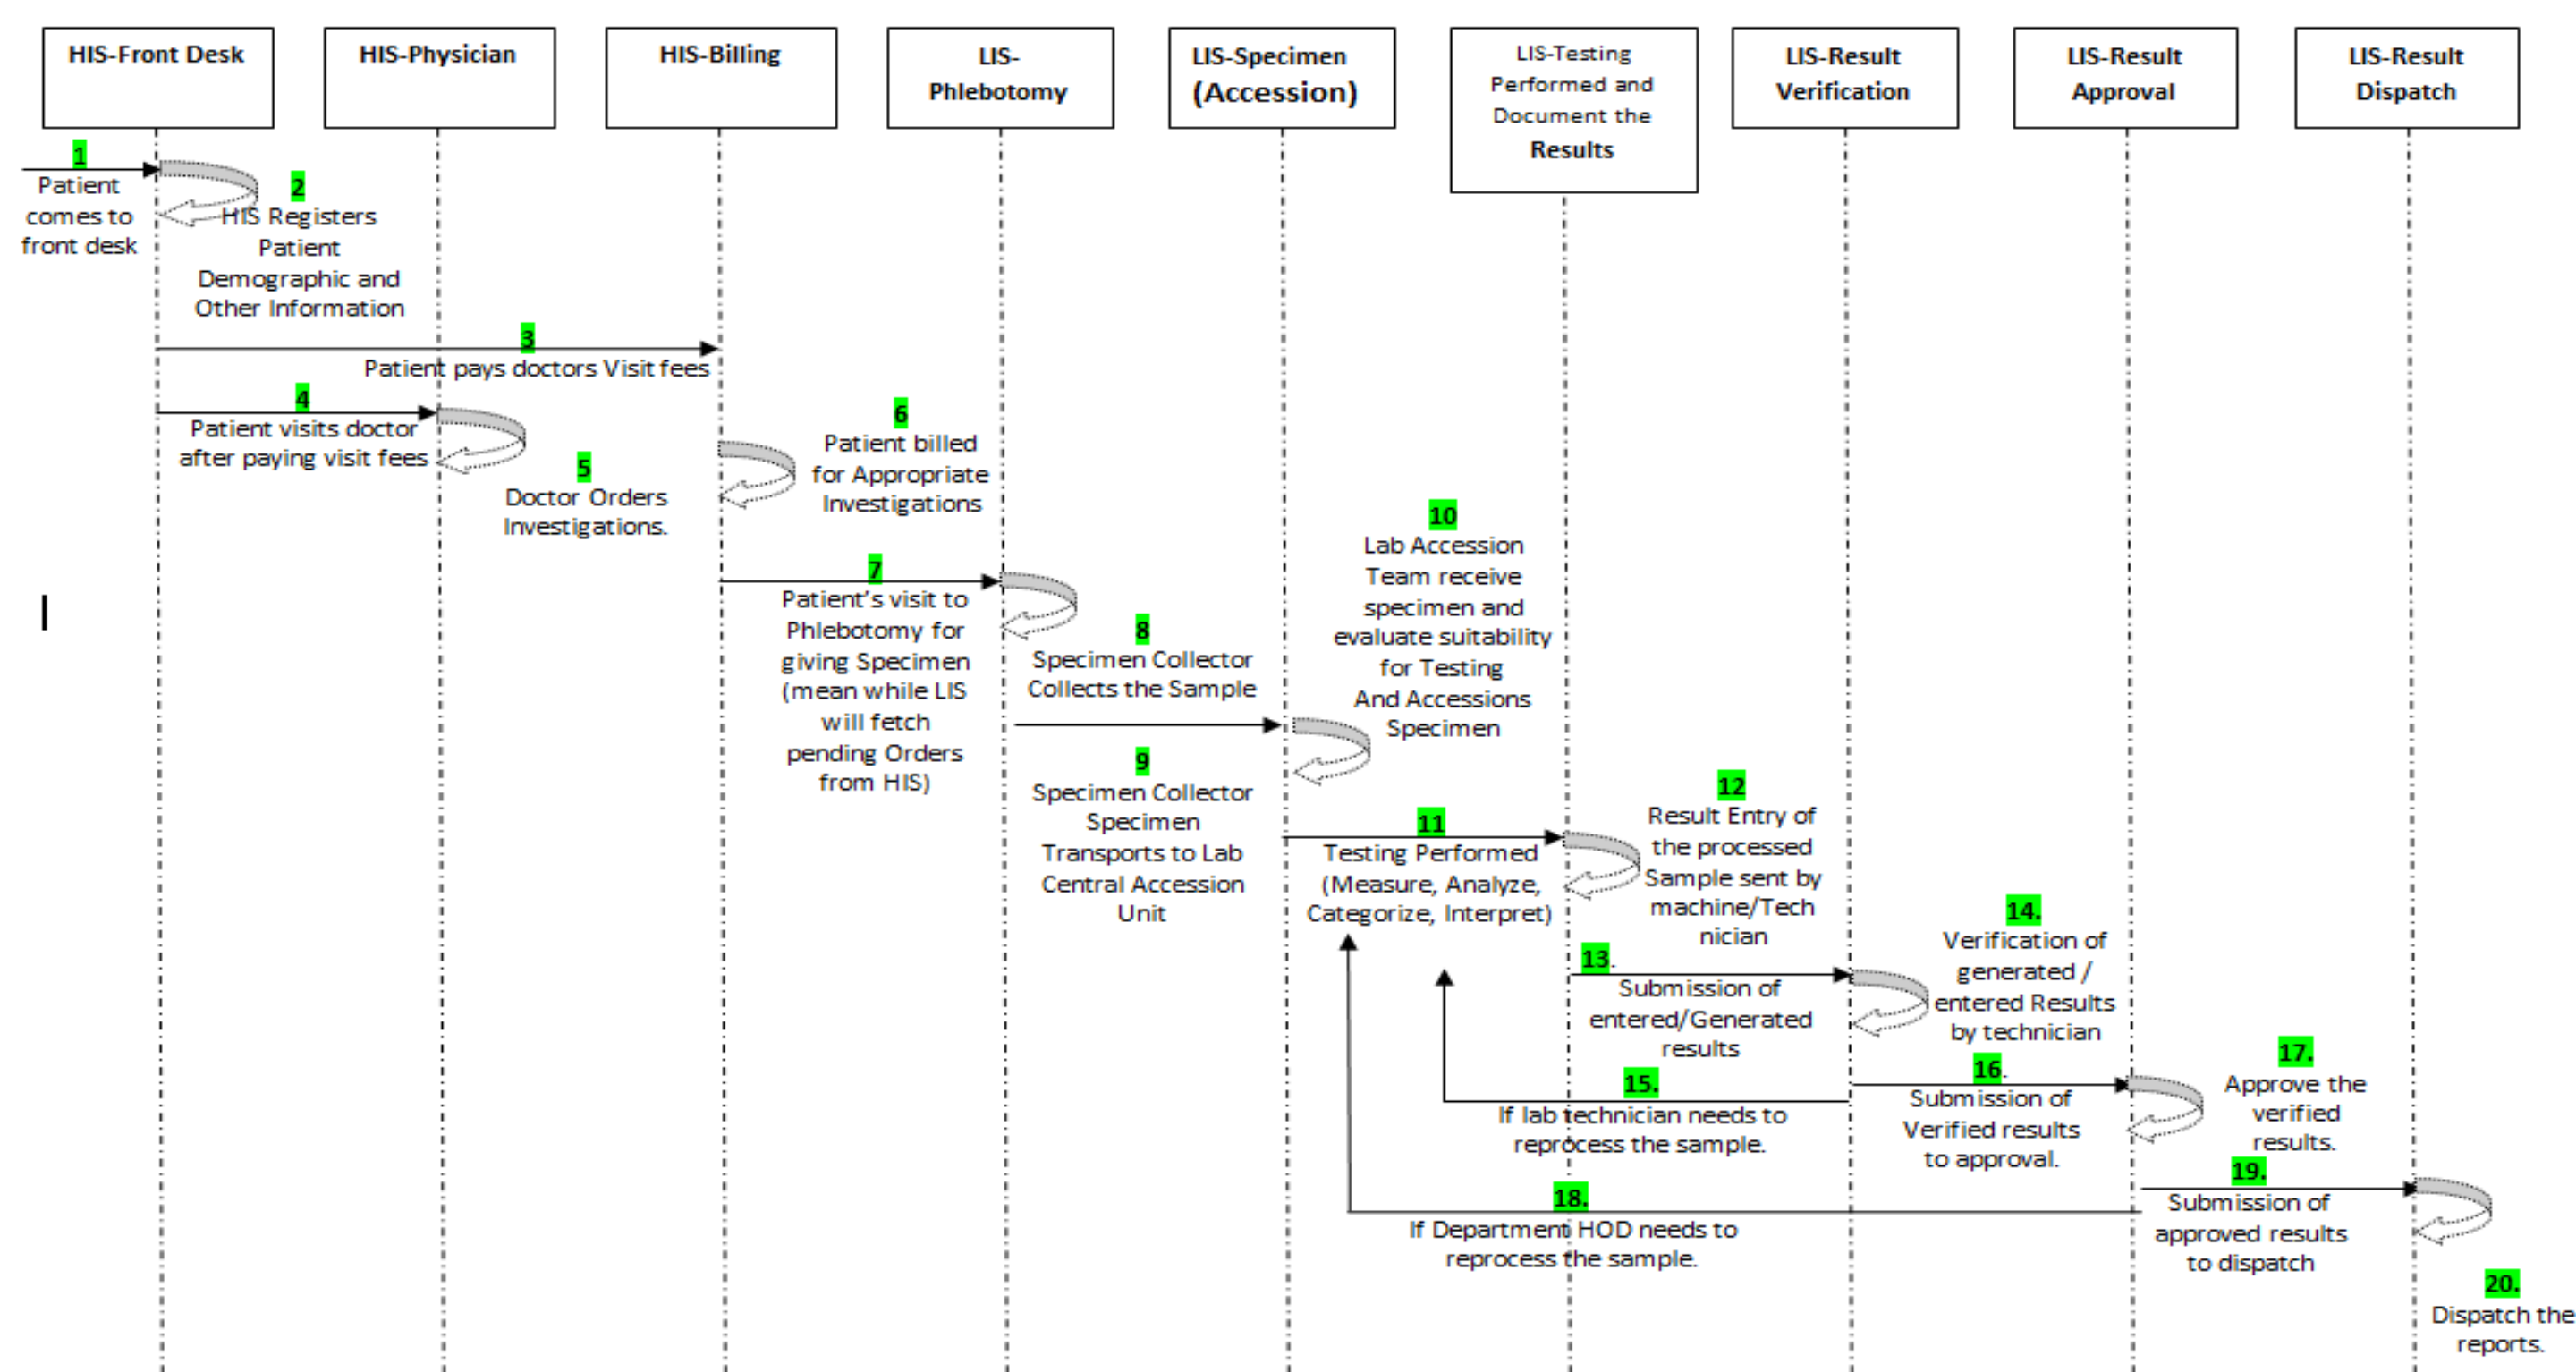 HIS-Front Desk
HIS-Physician
HIS-Billing
LIS-
Phlebotomy
LIS-Specimen
(Accession)
LIS-Testing
Performed and
Document the
Results
LIS-Result
Verification
LIS-Result
Approval
LIS-Result
Dispatch
1
Patient
comes to
front desk
2
HIS Registers
Patient
Demographic and
Other Information
3
Patient pays doctors Visit fees
4
Patient visits doctor
after paying visit fees
5
Doctor Orders
Investigations.
6
Patient billed
for Appropriate
Investigations
7
Patient's visit to
Phlebotomy for
giving Specimen
(mean while LIS
will fetch
pending Orders
from HIS)
8
Specimen Collector
Collects the Sample
9
Specimen Collector
Specimen
Transports to Lab
Central Accession
Unit
10
Lab Accession
Team receive
specimen and
evaluate suitability
for Testing
And Accessions
Specimen
11
Testing Performed
(Measure, Analyze,
Categorize, Interpret)
12
Result Entry of
the processed
Sample sent by
machine/Tech
nician
13.
Submission of
entered/Generated
results
14.
Verification of
generated /
entered Results
by technician
15.
If lab technician needs to
reprocess the sample.
16.
Submission of
Verified results
to approval.
17.
Approve the
verified
results.
18.
If Department HOD needs to
reprocess the sample.
19.
Submission of
approved results
to dispatch
20.
Dispatch the
reports.